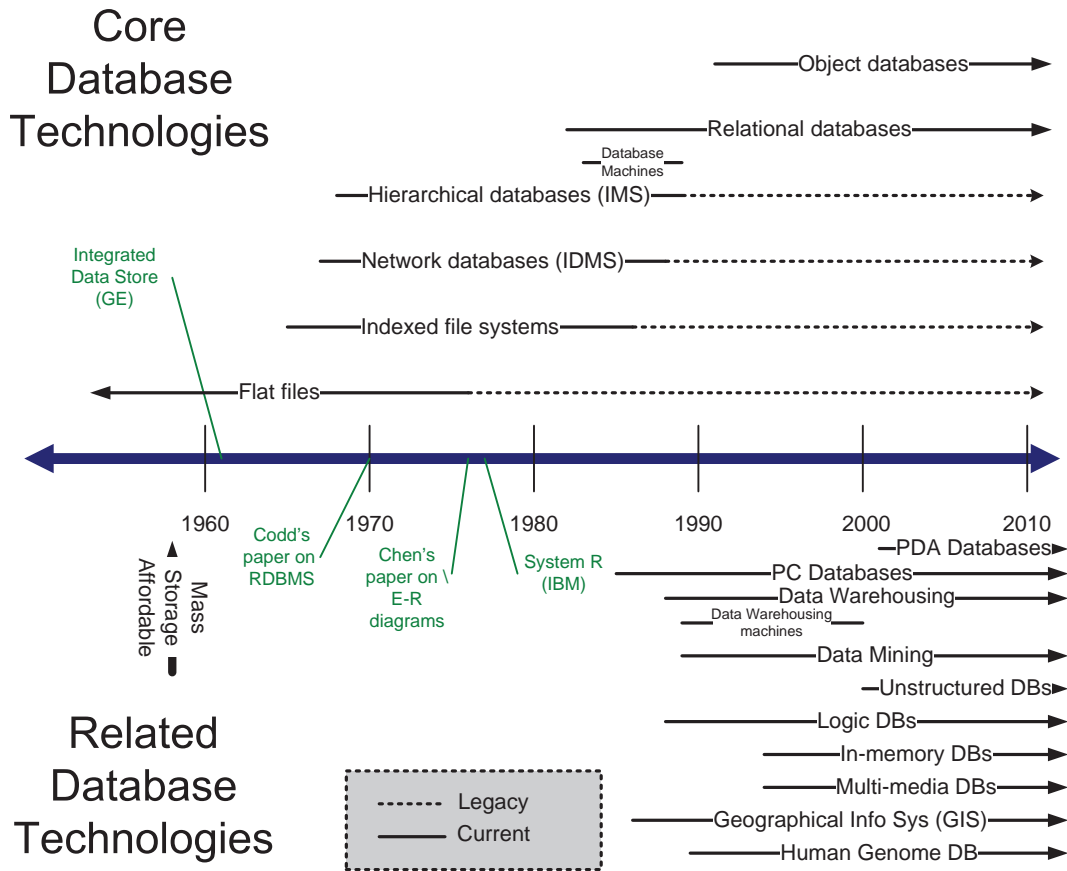 Core
Database
Technologies
Object databases
Relational databases
Database
Machines
Hierarchical databases (IMS)
Integrated
Data Store
(GE)
Network databases (IDMS)
Indexed file systems
Flat files
1960
1970
1980
1990
2000
2010
Codd's
paper on
RDBMS
Chen's
paper on \
E-R
diagrams
System R
(IBM)
Mass
Storage
Affordable
PDA Databases
PC Databases
Data Warehousing
Data Warehousing
machines
Data Mining
Unstructured DBs
Logic DBs
In-memory DBs
Multi-media DBs
Geographical Info Sys (GIS)
Human Genome DB
Related
Database
Technologies
Legacy
Current